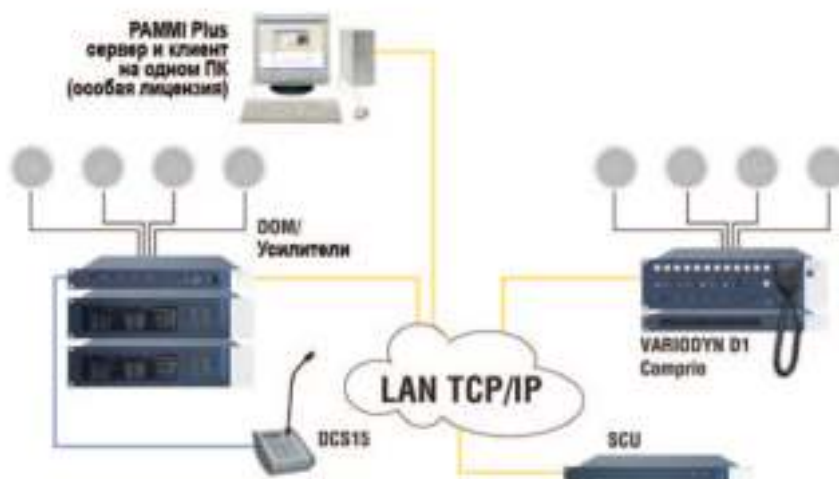 PAMMI Plus
сервер и клиент
на одном ПК
(особая лицензия)
DOM/
Усилители
VARIODYN D1
Comprio
LAN TCP/IP
DCS15
SCU